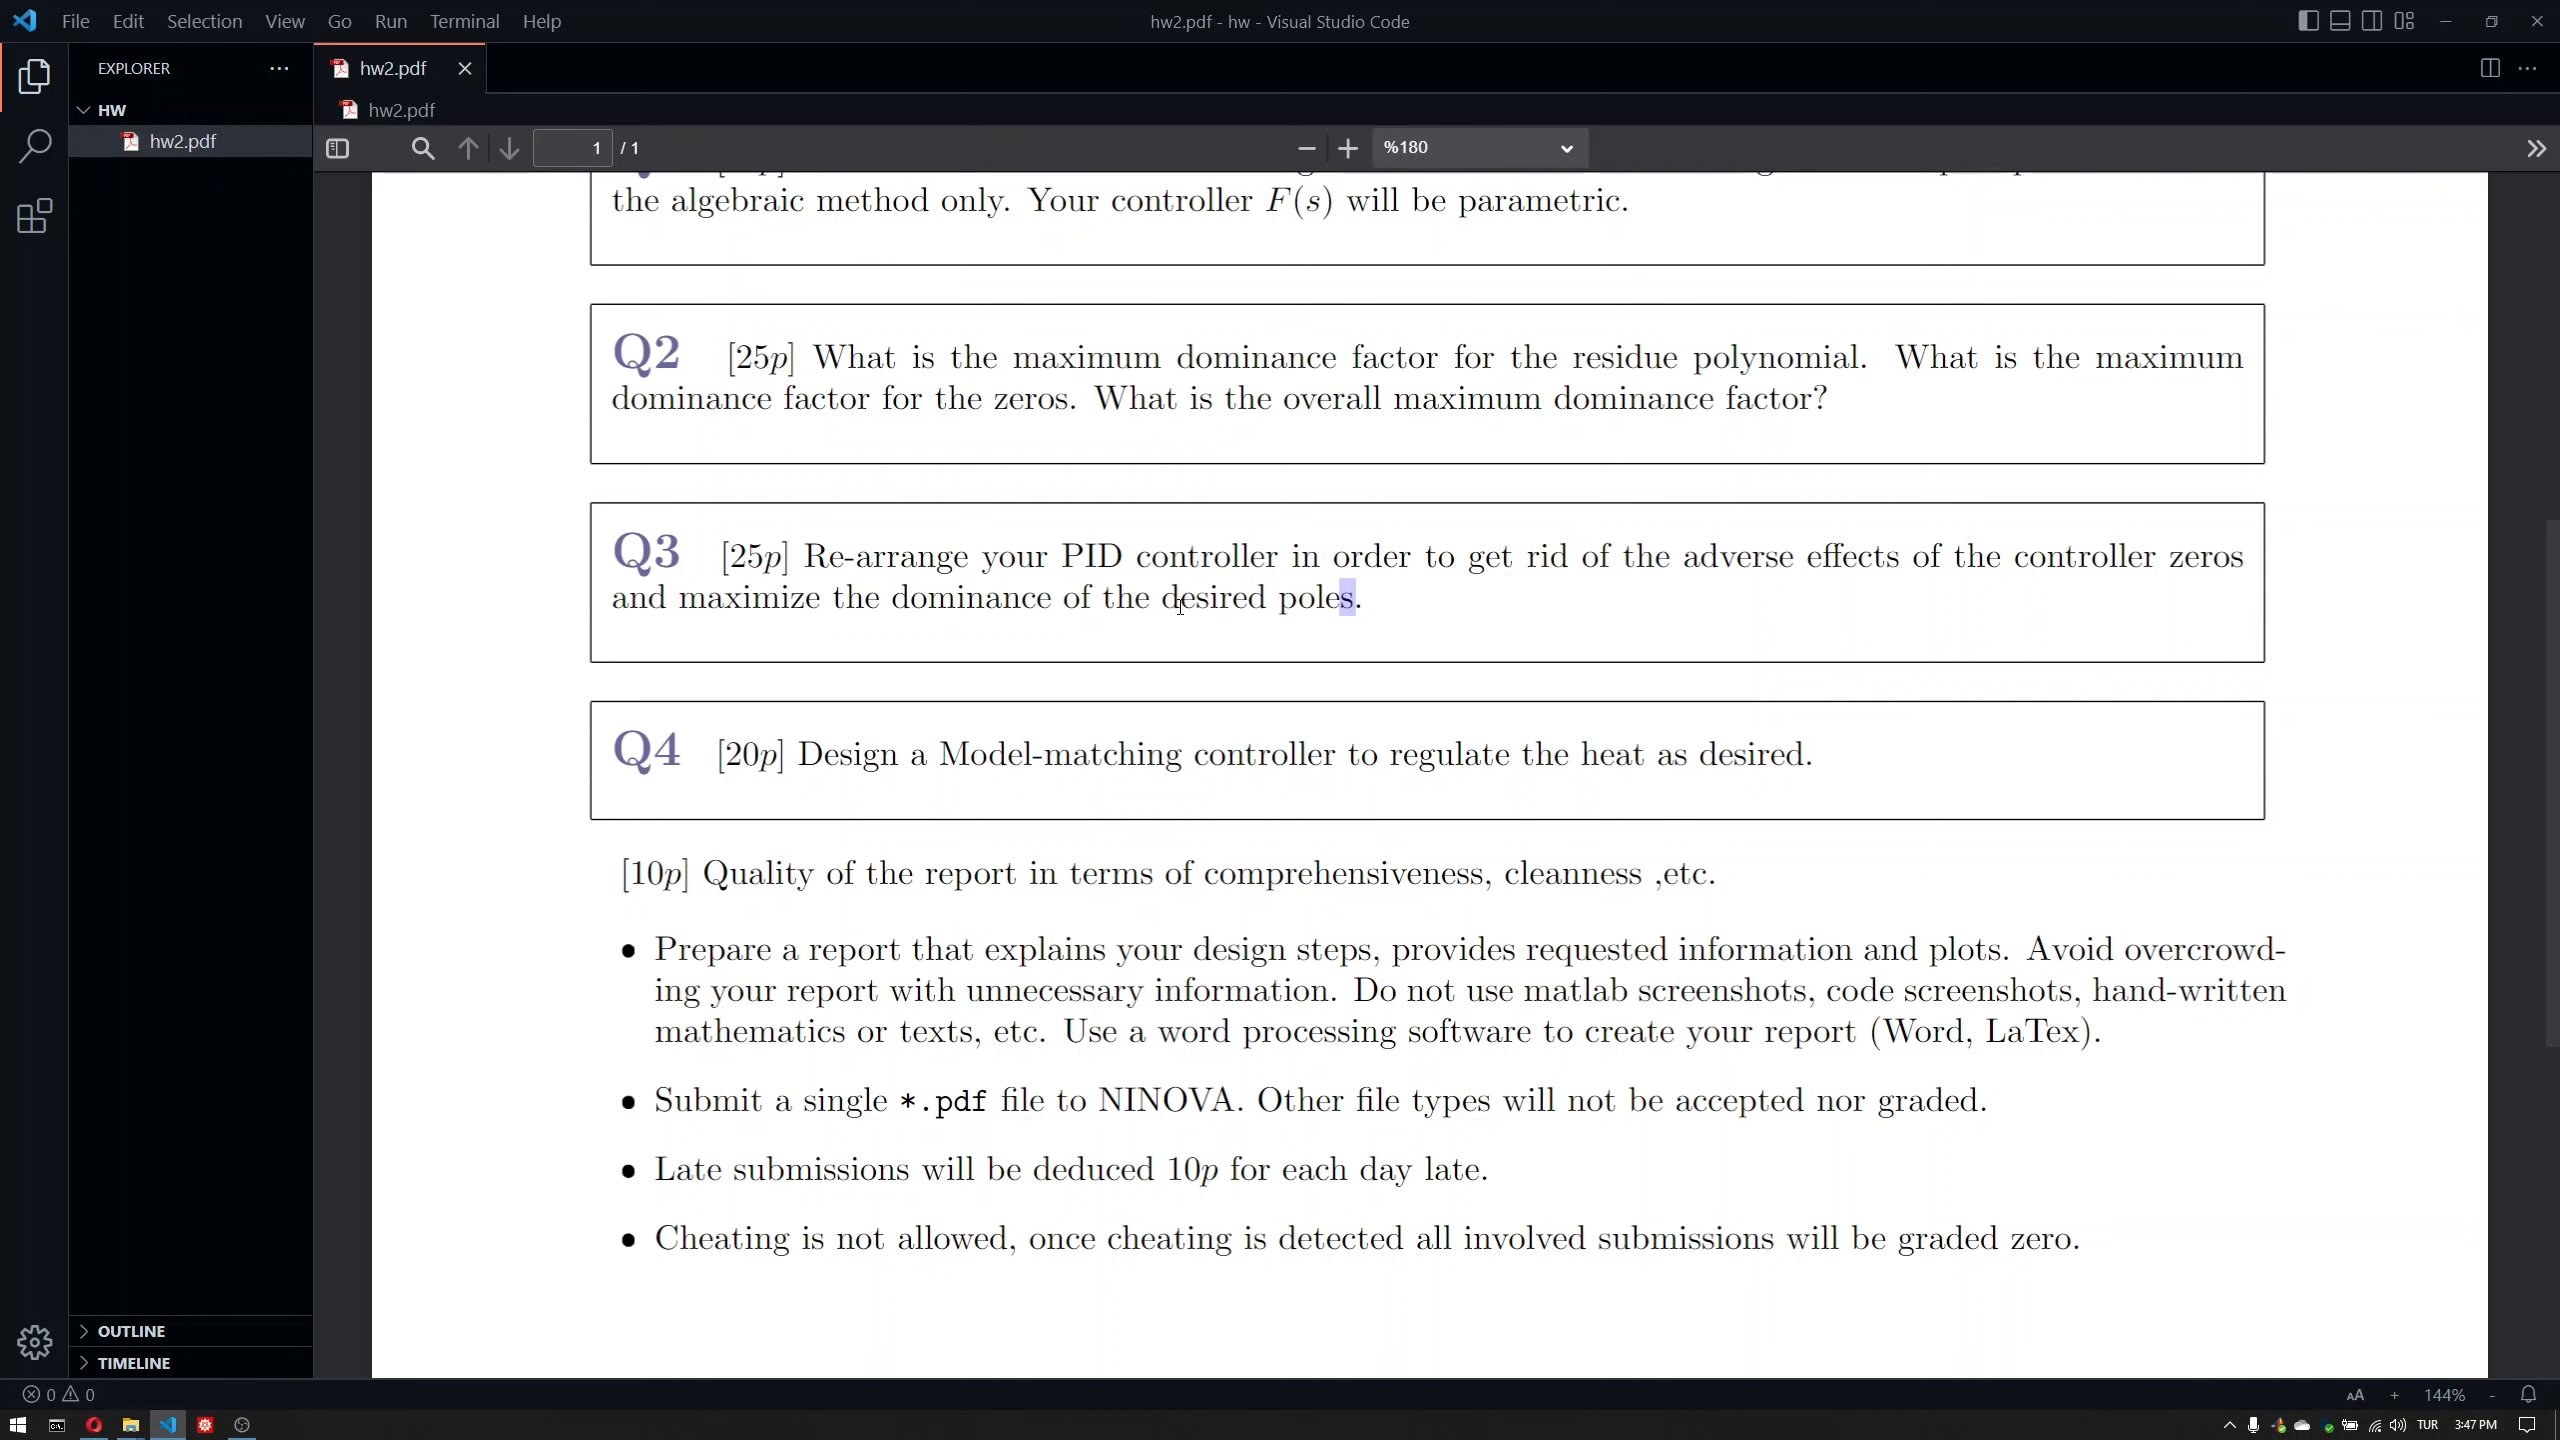 File Edit Selection View Go Run Terminal Help
hw2.pdf - hw - Visual Studio Code
EXPLORER
hw2.pdf
HW
hw2.pdf
hw2.pdf
1 / 1
%180
the algebraic method only. Your controller F(s) will be parametric.
Q2 [25p] What is the maximum dominance factor for the residue polynomial. What is the maximum
dominance factor for the zeros. What is the overall maximum dominance factor?
Q3 [25p] Re-arrange your PID controller in order to get rid of the adverse effects of the controller zeros
and maximize the dominance of the desired poles.
Q4 [20p] Design a Model-matching controller to regulate the heat as desired.
[10p] Quality of the report in terms of comprehensiveness, cleanness ,etc.
• Prepare a report that explains your design steps, provides requested information and plots. Avoid overcrowd-
ing your report with unnecessary information. Do not use matlab screenshots, code screenshots, hand-written
mathematics or texts, etc. Use a word processing software to create your report (Word, LaTex).
• Submit a single *.pdf file to NINOVA. Other file types will not be accepted nor graded.
• Late submissions will be deduced 10p for each day late.
• Cheating is not allowed, once cheating is detected all involved submissions will be graded zero.
OUTLINE
TIMELINE
0 0
AA + 144% -
TUR 3:47 PM